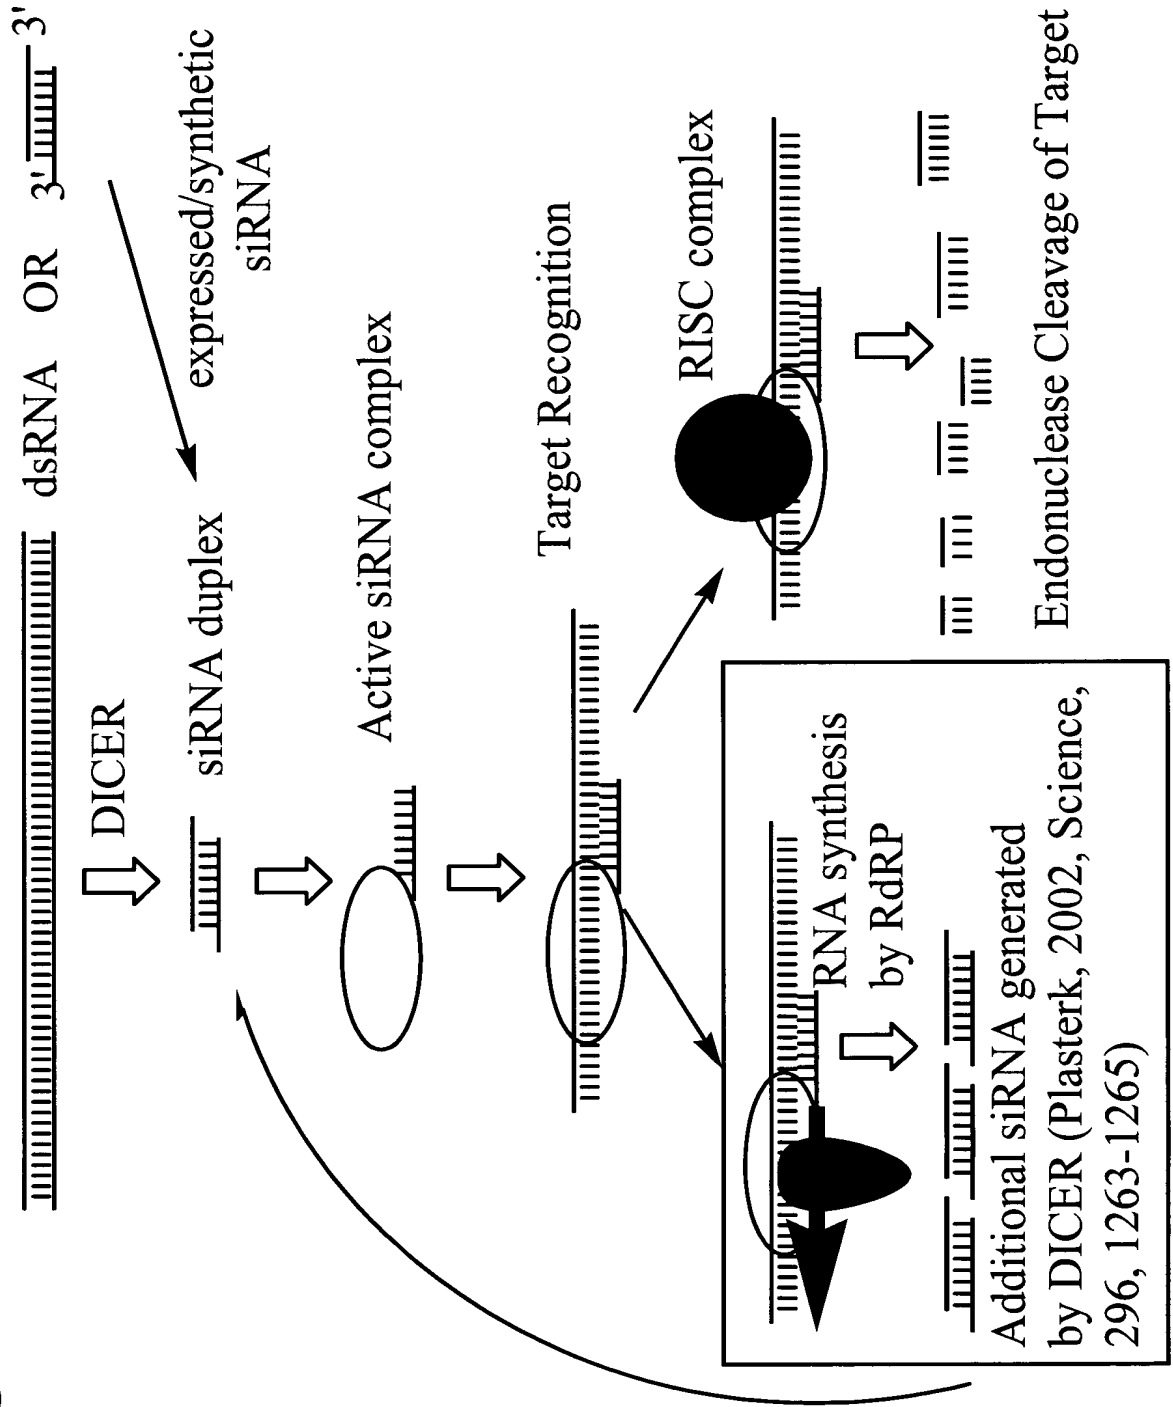 dsRNA OR 3' 3'
DICER
expressed/synthetic
siRNA
siRNA duplex
Active siRNA complex
Target Recognition
RISC complex
RNA synthesis
by RdRP
Additional siRNA generated
by DICER (Plasterk, 2002, Science,
296, 1263-1265)
Endonuclease Cleavage of Target